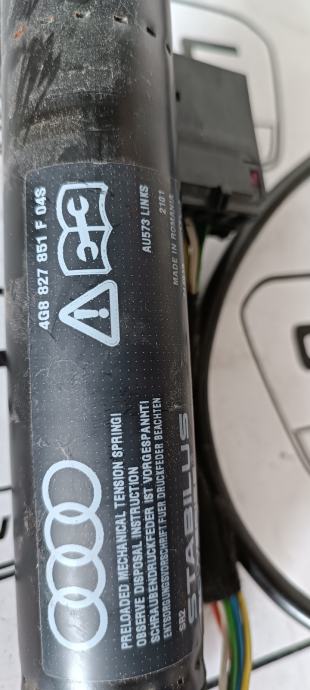 4G8 827 851 F 04S
AU573 LINKS
2101
MADE IN ROMANIA
PRELOADED MECHANICAL TENSION SPRING!
OBSERVE DISPOSAL INSTRUCTION
SCHRAUBENDRUCKFEDER IST VORGESPANNT!
ENTSORGUNGSVORSCHRIFT FUER DRUCKFEDER BEACHTEN
SR2
STABILUS